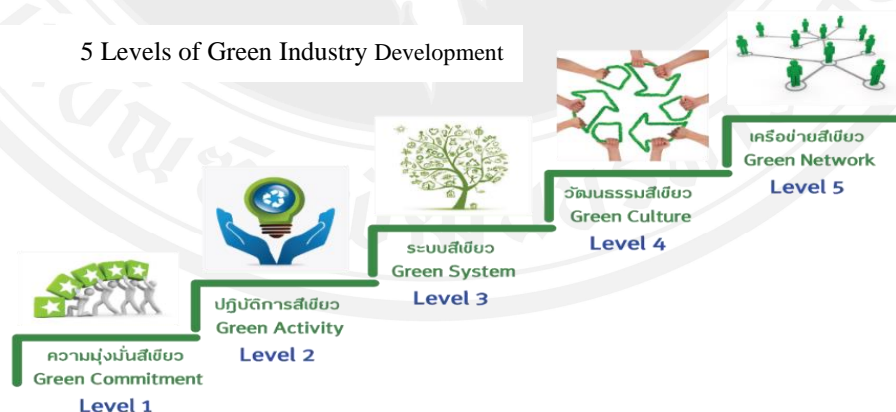 5 Levels of Green Industry Development
ความมุ่งมั่นสีเขียว
Green Commitment
Level 1
ปฏิบัติการสีเขียว
Green Activity
Level 2
ระบบสีเขียว
Green System
Level 3
วัฒนธรรมสีเขียว
Green Culture
Level 4
เครือข่ายสีเขียว
Green Network
Level 5